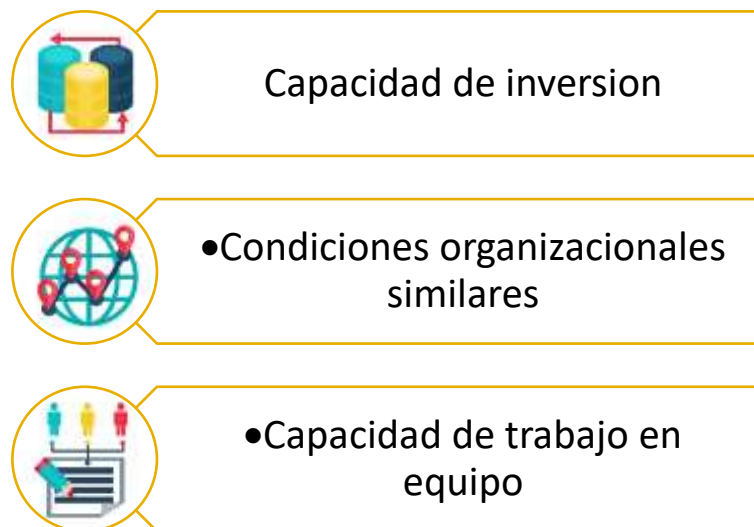 Capacidad de inversion
•Condiciones organizacionales
similares
•Capacidad de trabajo en
equipo